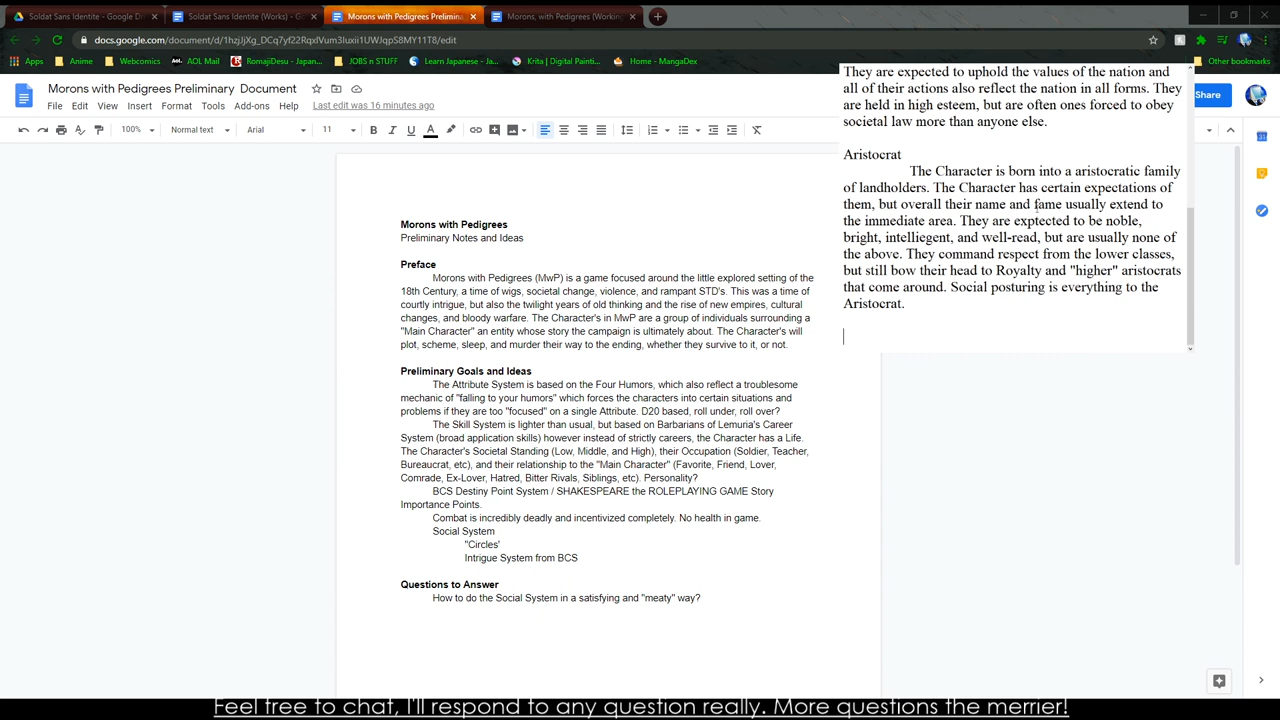 Soldat Sans Identite - Google D
Soldat Sans Identite (Works) - Go
Morons with Pedigrees Prelimina
Morons, with Pedigrees (Working
docs.google.com/document/d/1hzjJjXg_DCq7yf22RqxlVum3luxii1UWJqpS8MY11T8/edit
Apps
Anime
Webcomics
AOL Mail
RomajiDesu - Japan...
JOBS n STUFF
Learn Japanese - Ja...
Krita | Digital Painti...
Home - MangaDex
Other bookmarks
Morons with Pedigrees Preliminary Document
File Edit View Insert Format Tools Add-ons Help Last edit was 16 minutes ago
Share
100% Normal text Arial 11
They are expected to uphold the values of the nation and
all of their actions also reflect the nation in all forms. They
are held in high esteem, but are often ones forced to obey
societal law more than anyone else.
Aristocrat
The Character is born into a aristocratic family
of landholders. The Character has certain expectations of
them, but overall their name and fame usually extend to
the immediate area. They are exptected to be noble,
bright, intelliegent, and well-read, but are usually none of
the above. They command respect from the lower classes,
but still bow their head to Royalty and "higher" aristocrats
that come around. Social posturing is everything to the
Aristocrat.
Morons with Pedigrees
Preliminary Notes and Ideas
Preface
Morons with Pedigrees (MwP) is a game focused around the little explored setting of the
18th Century, a time of wigs, societal change, violence, and rampant STD's. This was a time of
courtly intrigue, but also the twilight years of old thinking and the rise of new empires, cultural
changes, and bloody warfare. The Character's in MwP are a group of individuals surrounding a
"Main Character" an entity whose story the campaign is ultimately about. The Character's will
plot, scheme, sleep, and murder their way to the ending, whether they survive to it, or not.
Preliminary Goals and Ideas
The Attribute System is based on the Four Humors, which also reflect a troublesome
mechanic of "falling to your humors" which forces the characters into certain situations and
problems if they are too "focused" on a single Attribute. D20 based, roll under, roll over?
The Skill System is lighter than usual, but based on Barbarians of Lemuria's Career
System (broad application skills) however instead of strictly careers, the Character has a Life.
The Character's Societal Standing (Low, Middle, and High), their Occupation (Soldier, Teacher,
Bureaucrat, etc), and their relationship to the "Main Character" (Favorite, Friend, Lover,
Comrade, Ex-Lover, Hatred, Bitter Rivals, Siblings, etc). Personality?
BCS Destiny Point System / SHAKESPEARE the ROLEPLAYING GAME Story
Importance Points.
Combat is incredibly deadly and incentivized completely. No health in game.
Social System
"Circles'
Intrigue System from BCS
Questions to Answer
How to do the Social System in a satisfying and "meaty" way?
Feel free to chat, I'll respond to any question really. More questions the merrier!